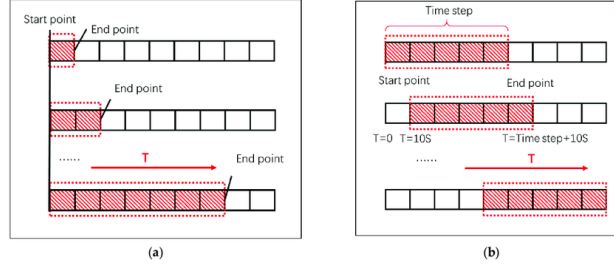 Start point
End point
End point
......
T
End point
(a)
Time step
Start point
End point
T=0
T=10S
T=Time step+10S
......
T
(b)